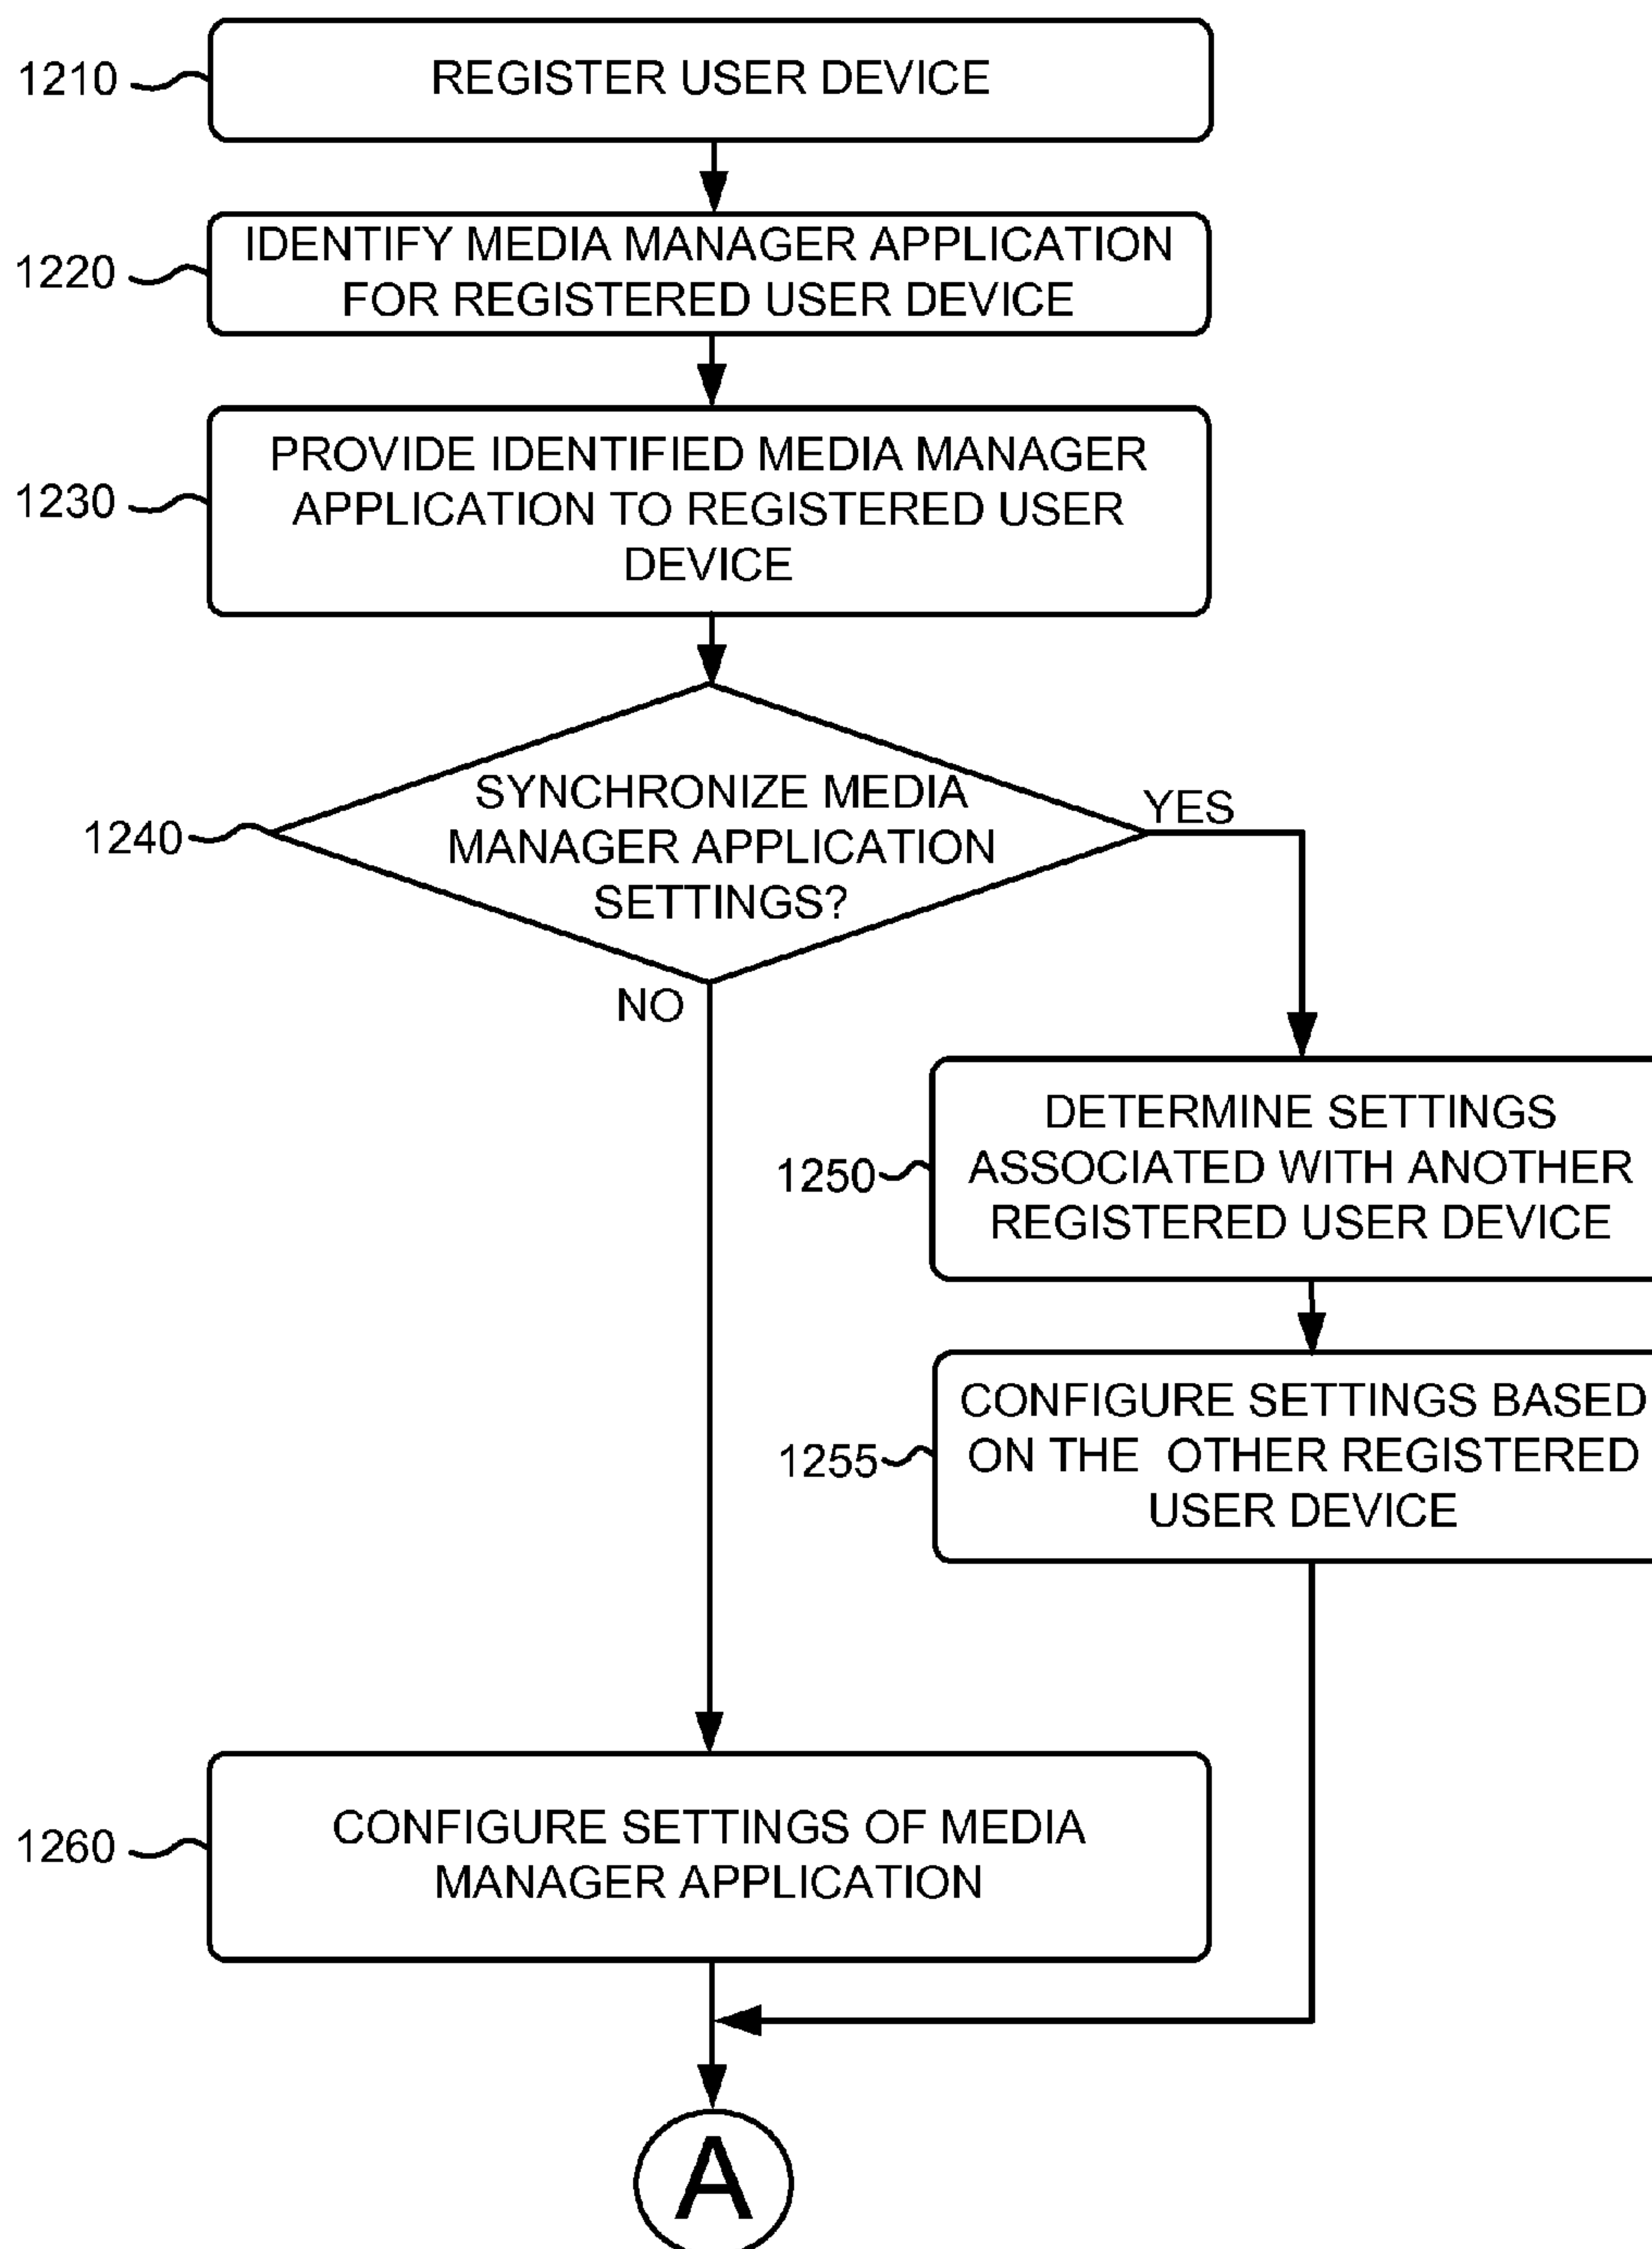 1210
REGISTER USER DEVICE
1220
IDENTIFY MEDIA MANAGER APPLICATION
FOR REGISTERED USER DEVICE
1230
PROVIDE IDENTIFIED MEDIA MANAGER
APPLICATION TO REGISTERED USER
DEVICE
1240
SYNCHRONIZE MEDIA
MANAGER APPLICATION
SETTINGS?
YES
NO
1250
DETERMINE SETTINGS
ASSOCIATED WITH ANOTHER
REGISTERED USER DEVICE
1255
CONFIGURE SETTINGS BASED
ON THE OTHER REGISTERED
USER DEVICE
1260
CONFIGURE SETTINGS OF MEDIA
MANAGER APPLICATION
A